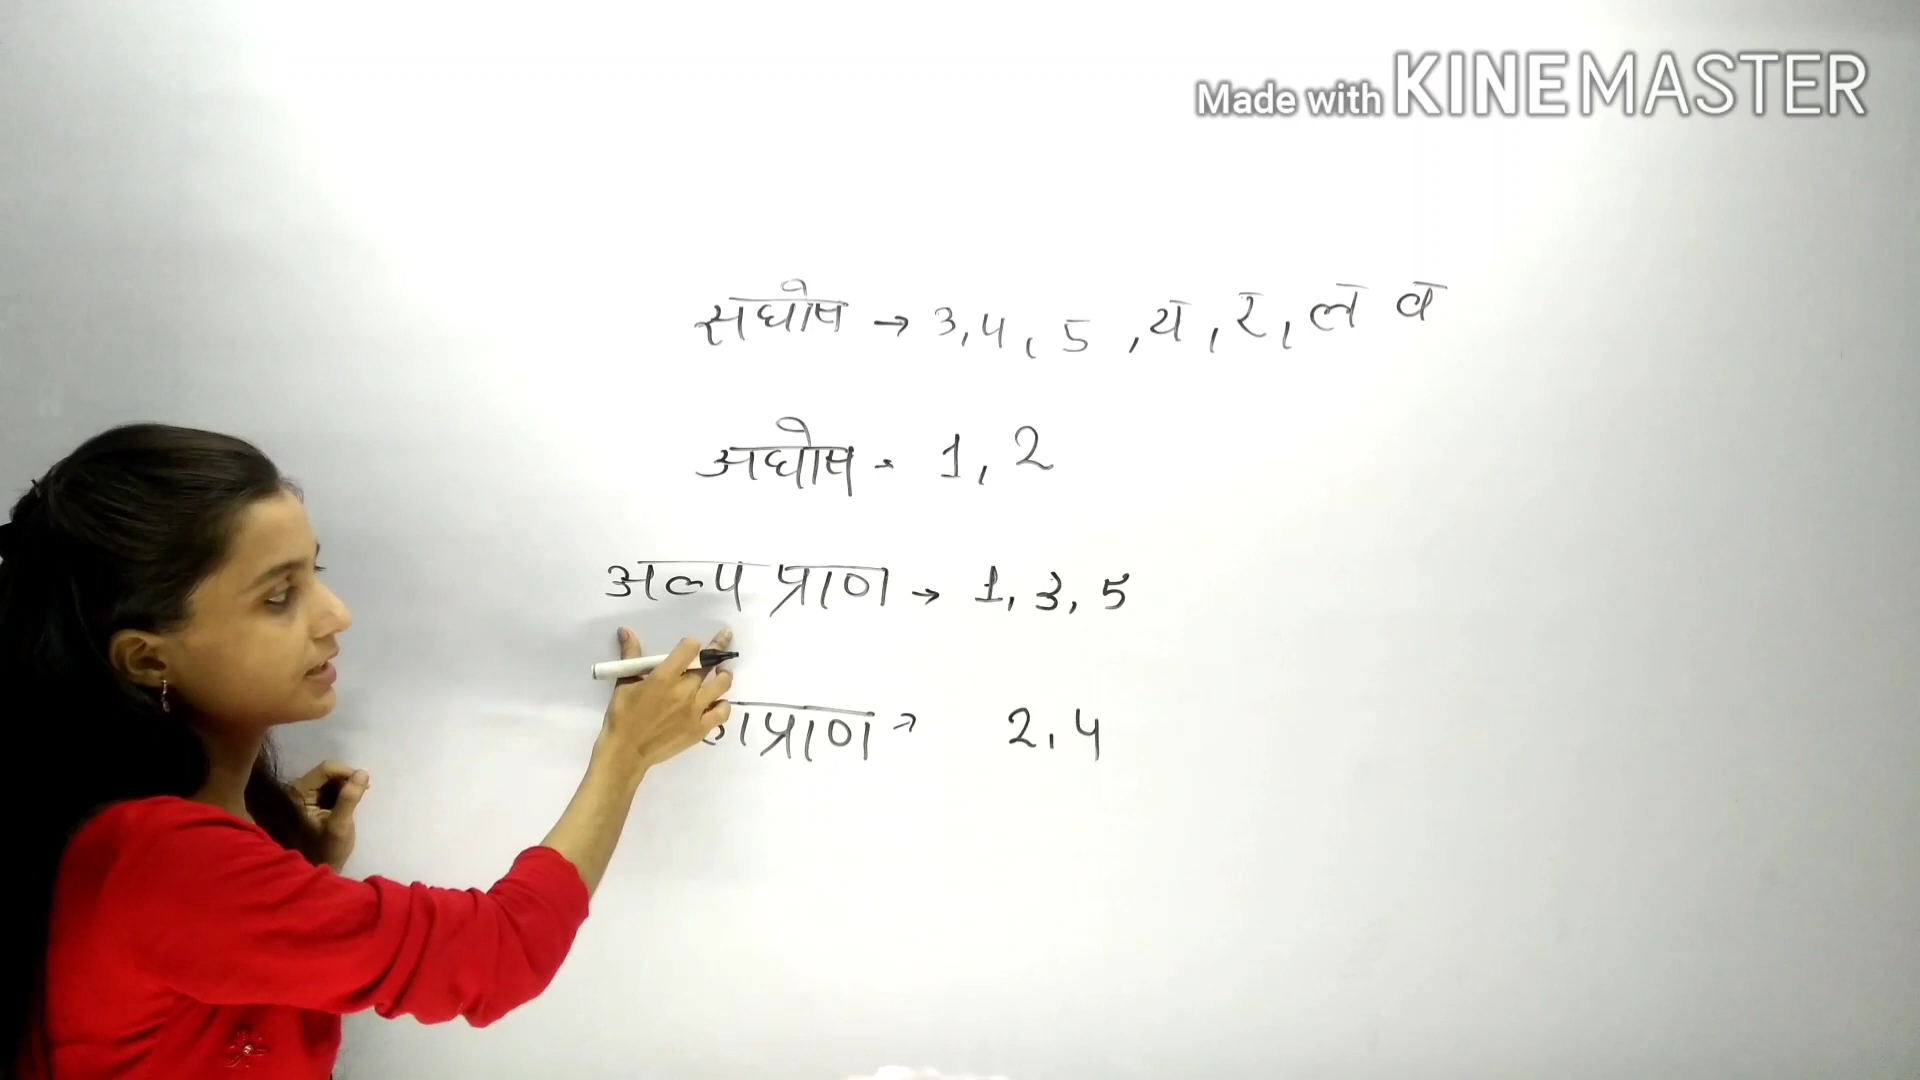 Made with KINEMASTER
सघोष → 3, 4, 5, य, र, ल व
अघोष - 1, 2
अल्प प्राण → 1, 3, 5
→ 2, 4